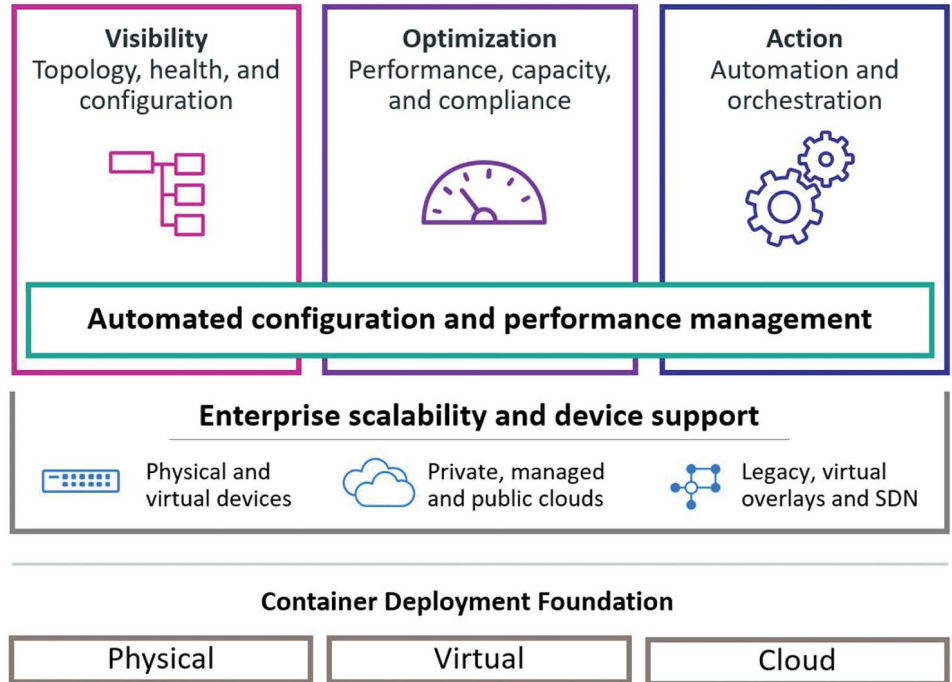 Visibility
Topology, health, and
configuration
Optimization
Performance, capacity,
and compliance
Action
Automation and
orchestration
Automated configuration and performance management
Enterprise scalability and device support
Physical and
virtual devices
Private, managed
and public clouds
Legacy, virtual
overlays and SDN
Container Deployment Foundation
Physical
Virtual
Cloud